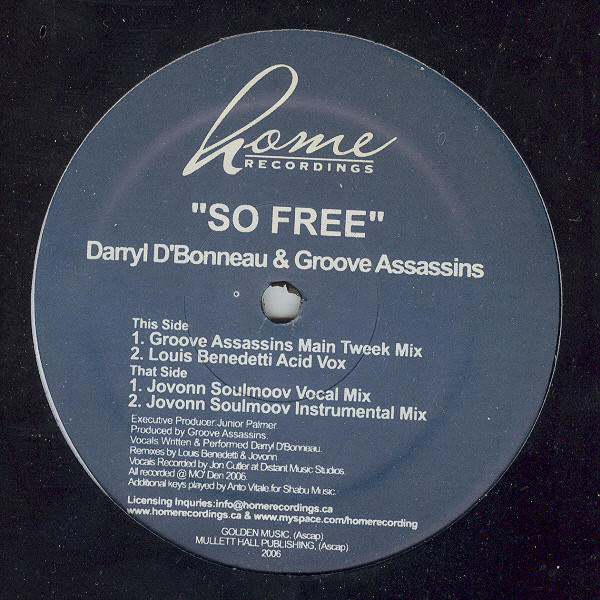 home
RECORDINGS
"SO FREE"
Darryl D'Bonneau & Groove Assassins
This Side
1. Groove Assassins Main Tweek Mix
2. Louis Benedetti Acid Vox
That Side
1. Jovonn Soulmoov Vocal Mix
2. Jovonn Soulmoov Instrumental Mix
Executive Producer:Junior Palmer.
Produced by Groove Assassins.
Vocals Written & Performed Darryl D'Bonneau.
Remixes by Louis Benedetti & Jovonn.
Vocals Recorded by Jon Cutler at Distant Music Studios.
All recorded @ MO' Den 2006.
Additional keys played by Anto Vitale for Shabu Music.
Licensing Inquries:info@homerecordings.ca
www.homerecordings.ca & www.myspace.com/homerecording
GOLDEN MUSIC, (Ascap)
MULLETT HALL PUBLISHING, (Ascap)
2006